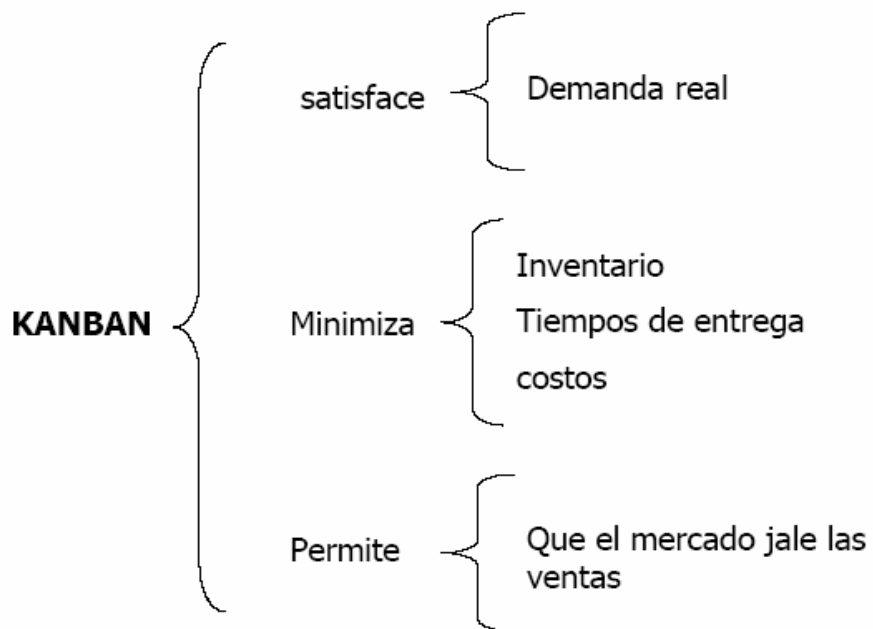 KANBAN
satisface
Demanda real
Minimiza
Inventario
Tiempos de entrega
costos
Permite
Que el mercado jale las
ventas